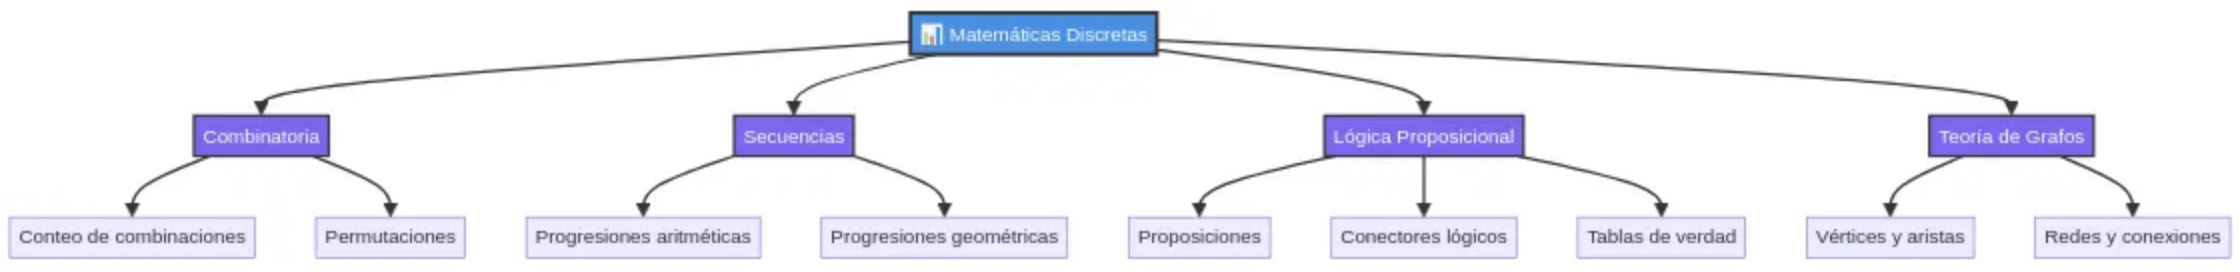 📊 Matemáticas Discretas
Combinatoria
Secuencias
Lógica Proposicional
Teoría de Grafos
Conteo de combinaciones
Permutaciones
Progresiones aritméticas
Progresiones geométricas
Proposiciones
Conectores lógicos
Tablas de verdad
Vértices y aristas
Redes y conexiones